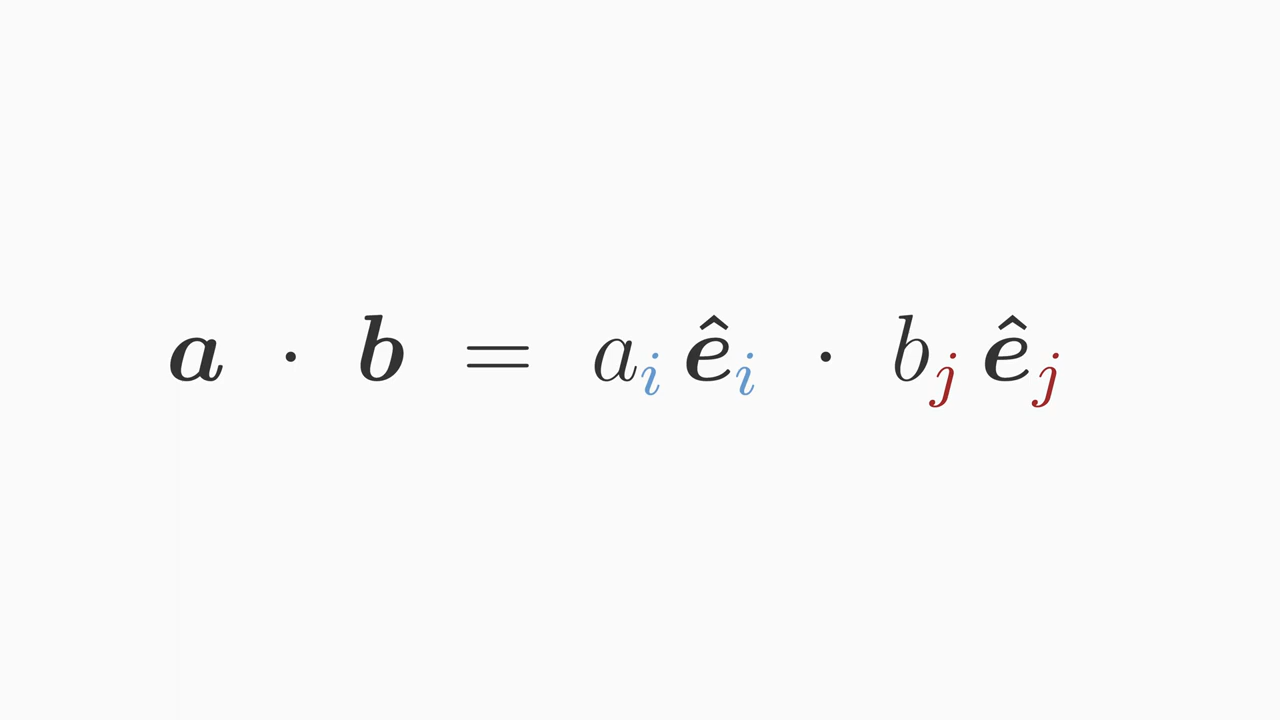 a · b = a_i ê_i · b_j ê_j